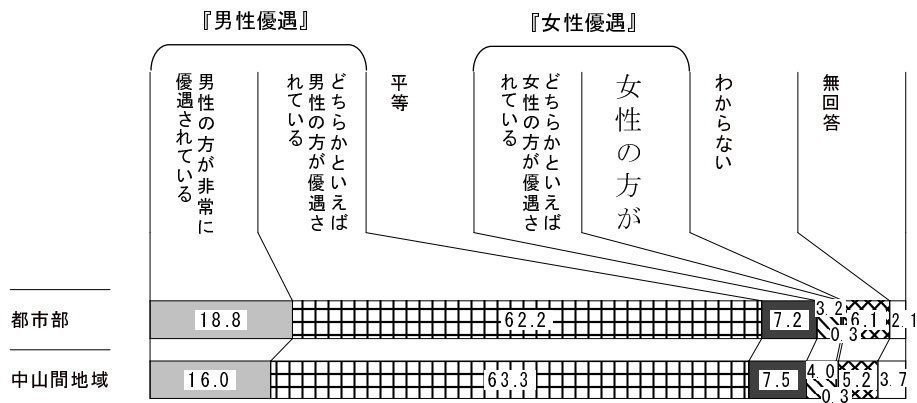 『男性優遇』
『女性優遇』
男性の方が非常に
優遇されている
どちらかといえば
男性の方が優遇さ
れている
平等
どちらかといえば
女性の方が優遇さ
れている
女性の方が
わからない
無回答
都市部
18.8
62.2
7.2
3.2
0.3
6.1
2.1
中山間地域
16.0
63.3
7.5
4.0
0.3
5.2
3.7